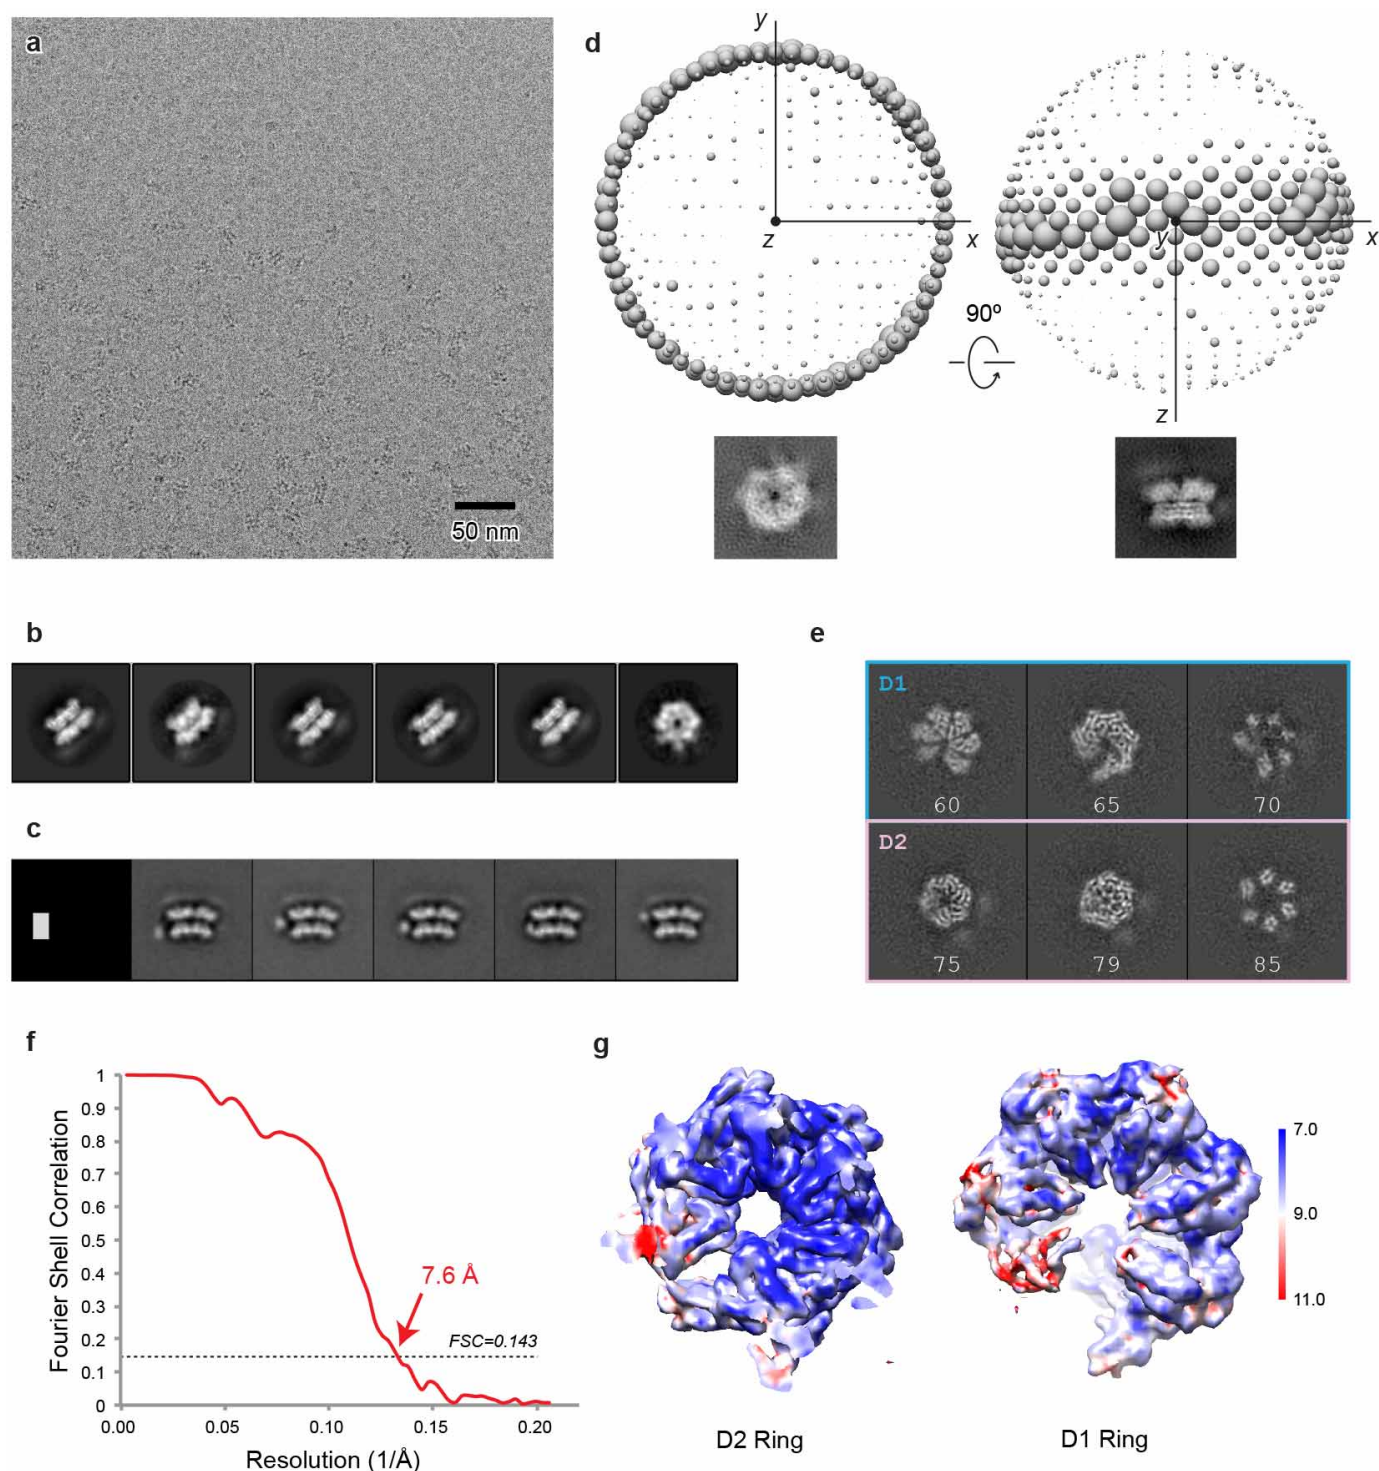 a
50 nm
d
y
z
x
y
x
z
90º
b
c
e
D1
60
65
70
D2
75
79
85
f
1
0.9
0.8
0.7
0.6
0.5
0.4
0.3
0.2
0.1
0
Fourier Shell Correlation
7.6 Å
FSC=0.143
0.00
0.05
0.10
0.15
0.20
Resolution (1/Å)
g
7.0
9.0
11.0
D2 Ring
D1 Ring